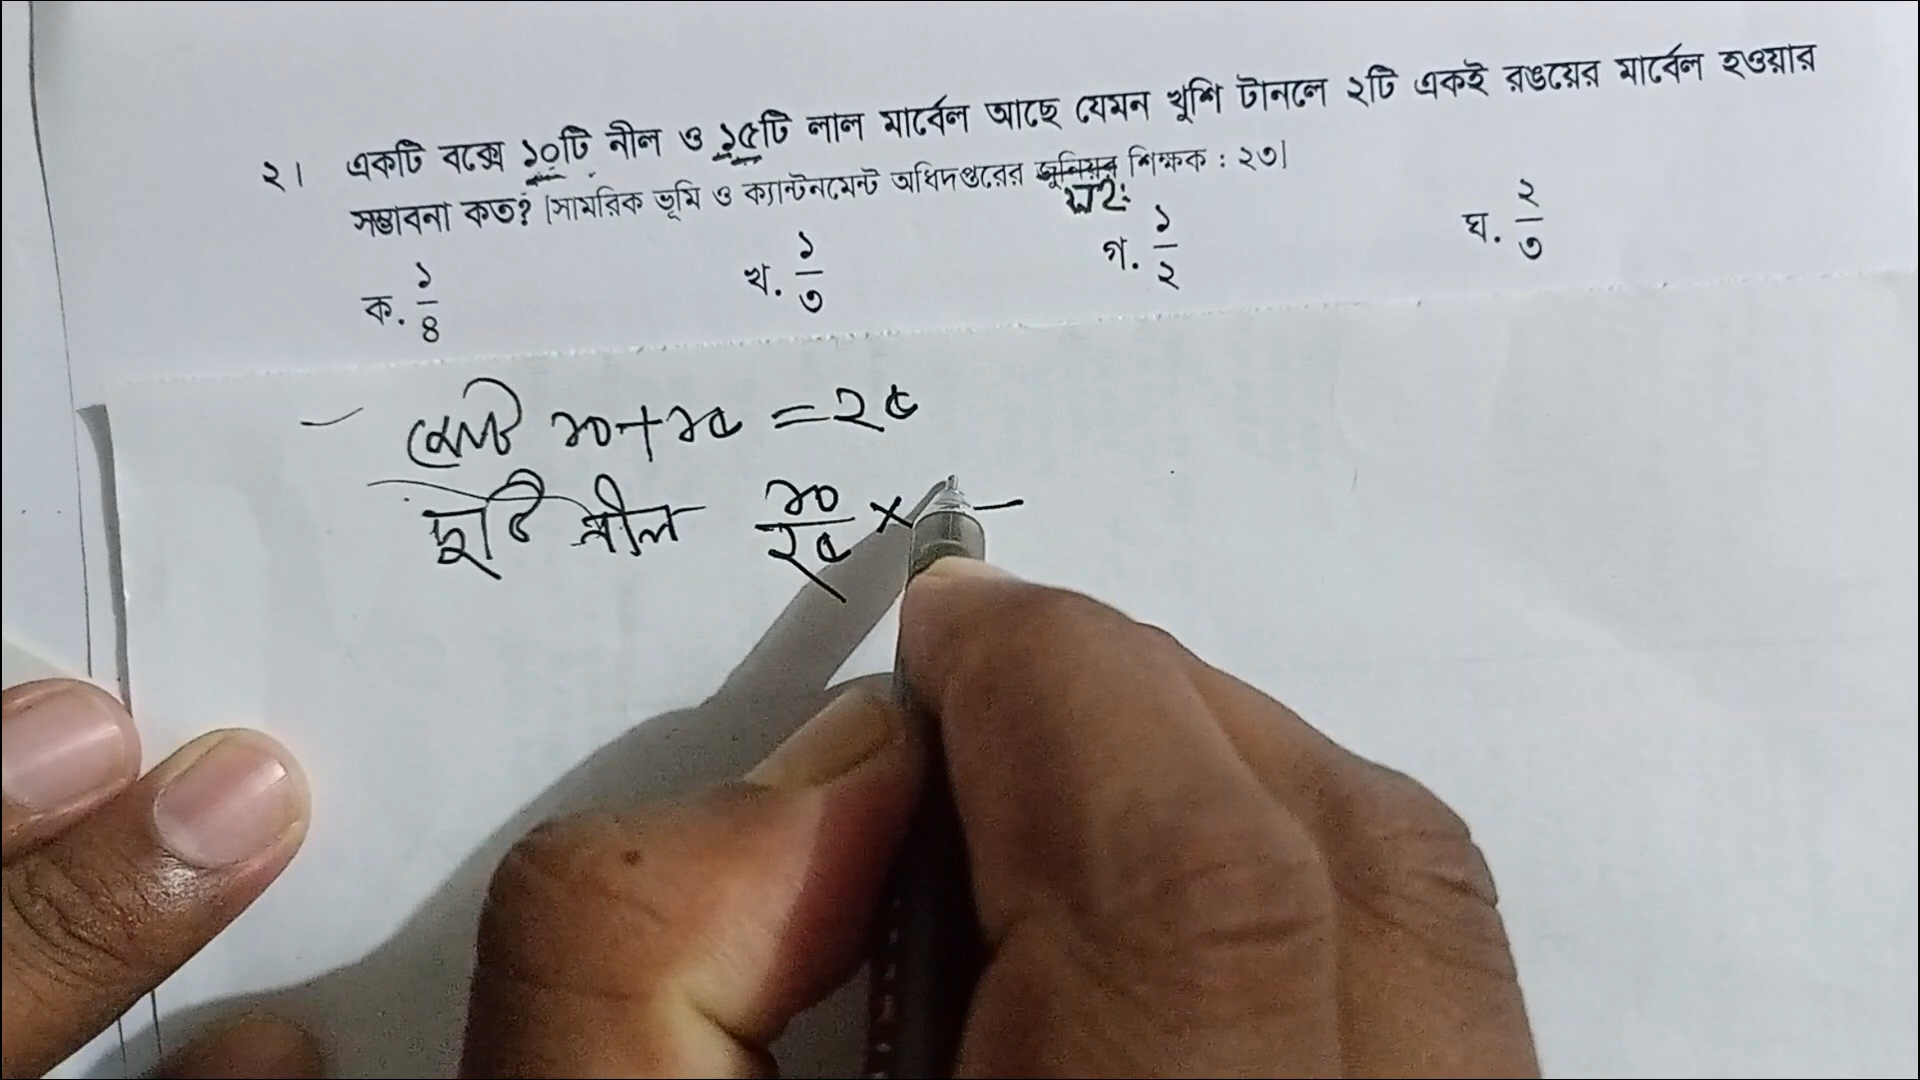 ২। একটি বক্সে ১০টি নীল ও ১৫টি লাল মার্বেল আছে যেমন খুশি টানলে ২টি একই রঙয়ের মার্বেল হওয়ার
সম্ভাবনা কত? [সামরিক ভূমি ও ক্যান্টনমেন্ট অধিদপ্তরের জুনিয়র শিক্ষক : ২৩]
ক. ১/৪ খ. ১/৩ গ. ১/২ ঘ. ২/৩
মোট ১০+১৫ =২৫
দুটি নীল ১০/২৫ ×